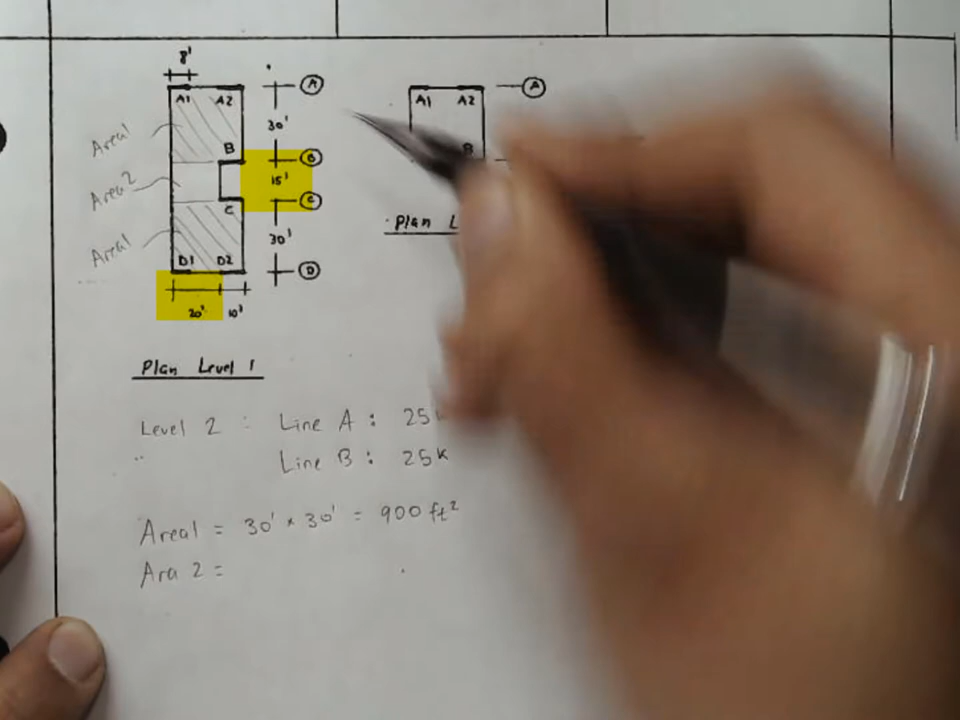 8'
A1 A2 A
30'
B B
15'
C C
30'
D1 D2 D
20' 10'
Area1
Area2
Area1
A1 A2 A
Plan L
Plan Level 1
Level 2 : Line A : 25
Line B : 25k
Area1 = 30' × 30' = 900 ft²
Ara 2 =